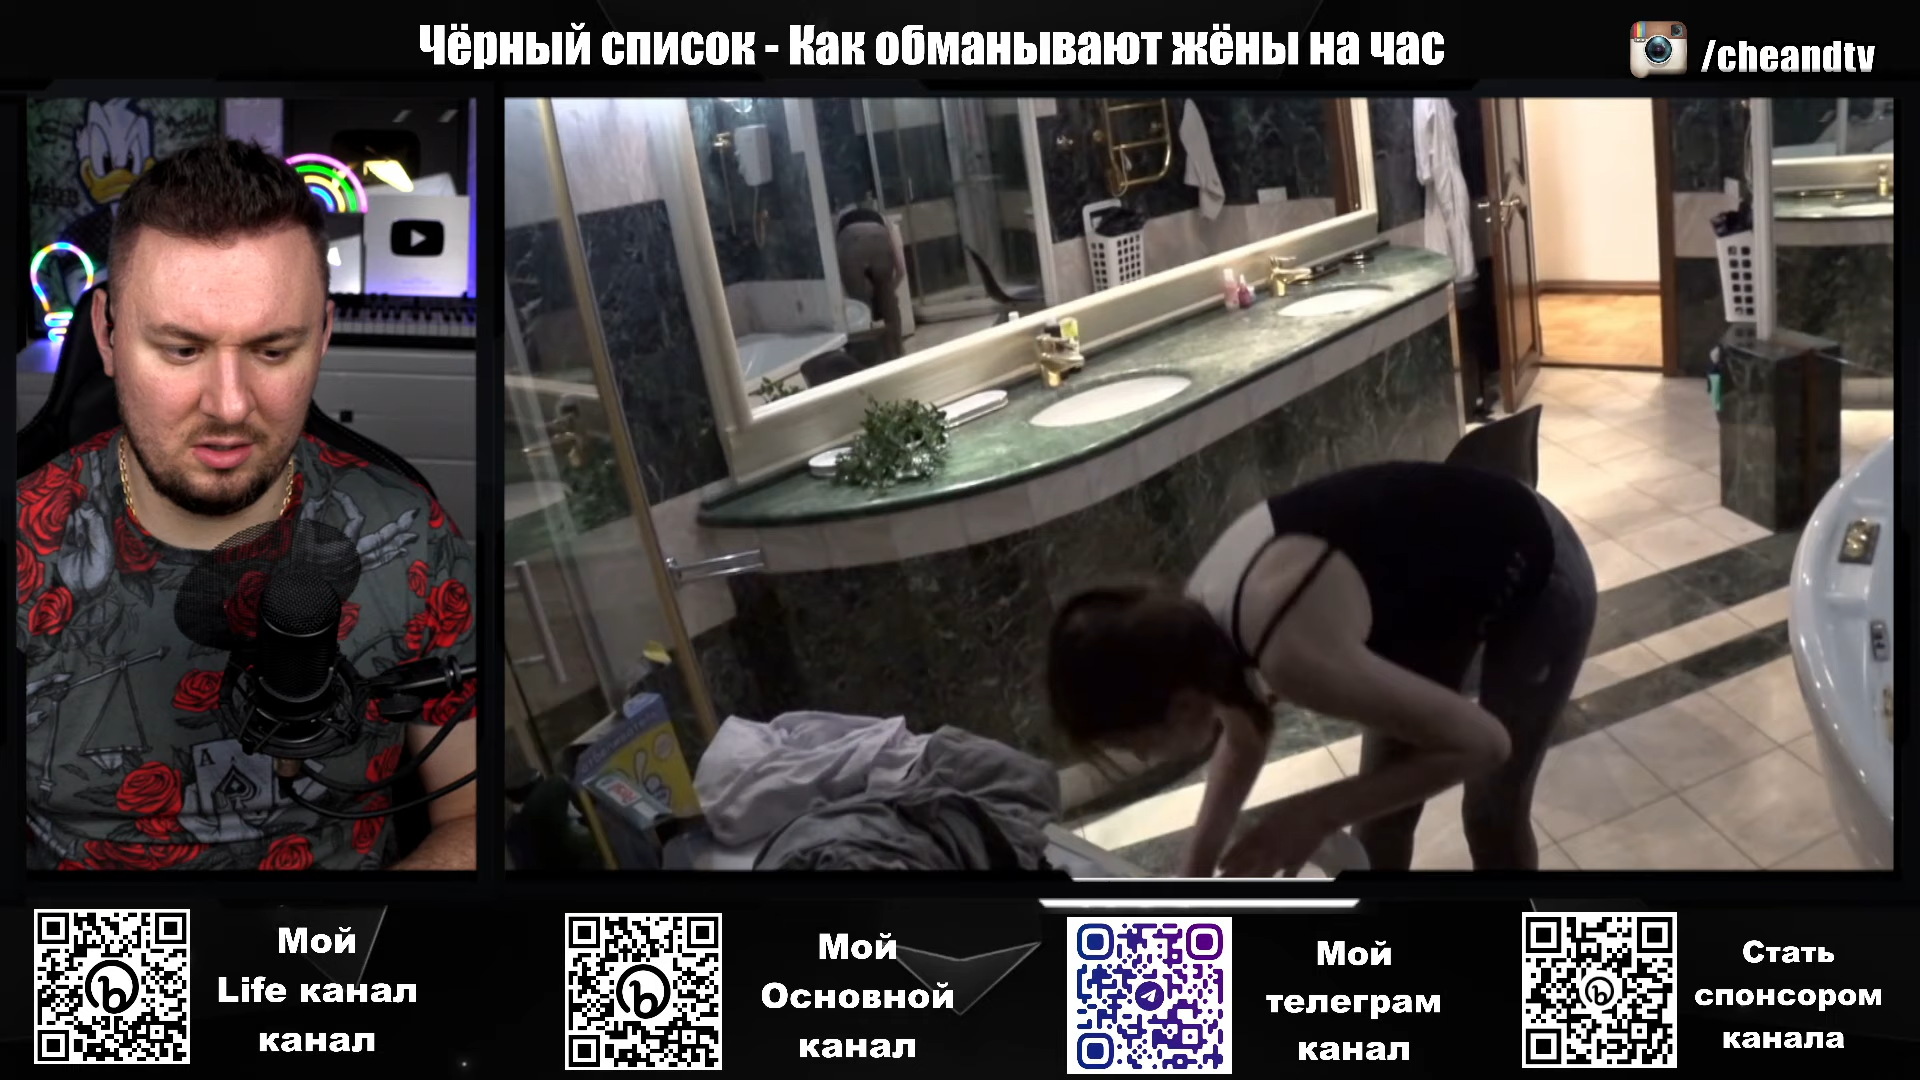 Чёрный список - Как обманывают жёны на час
/cheandtv
A
Мой
Life канал
канал
Мой
Основной
канал
Мой
телеграм
канал
Стать
спонсором
канала